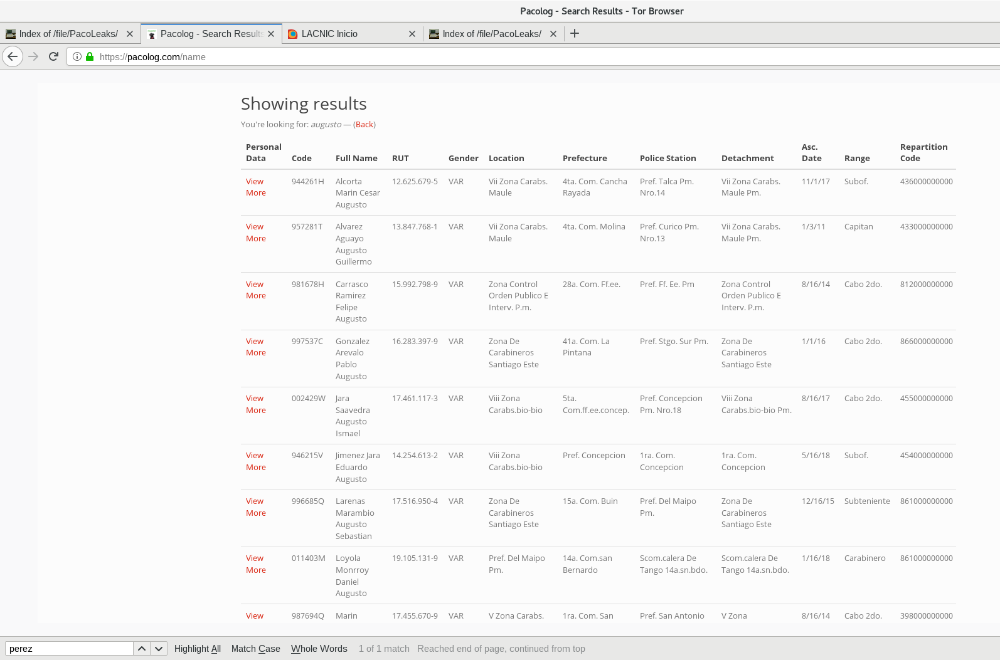 Pacolog - Search Results - Tor Browser
Index of /file/PacoLeaks/ Pacolog - Search Results LACNIC Inicio Index of /file/PacoLeaks/
https://pacolog.com/name
Showing results
You're looking for: augusto — (Back)
Personal Data Code Full Name RUT Gender Location Prefecture Police Station Detachment Asc. Date Range Repartition Code
View More 944261H Alcorta Marin Cesar Augusto 12.625.679-5 VAR Vii Zona Carabs. Maule 4ta. Com. Cancha Rayada Pref. Talca Pm. Nro.14 Vii Zona Carabs. Maule Pm. 11/1/17 Subof. 436000000000
View More 957281T Alvarez Aguayo Augusto Guillermo 13.847.768-1 VAR Vii Zona Carabs. Maule 4ta. Com. Molina Pref. Curico Pm. Nro.13 Vii Zona Carabs. Maule Pm. 1/3/11 Capitan 433000000000
View More 981678H Carrasco Ramirez Felipe Augusto 15.992.798-9 VAR Zona Control Orden Publico E Interv. P.m. 28a. Com. Ff.ee. Pref. Ff. Ee. Pm Zona Control Orden Publico E Interv. P.m. 8/16/14 Cabo 2do. 812000000000
View More 997537C Gonzalez Arevalo Pablo Augusto 16.283.397-9 VAR Zona De Carabineros Santiago Este 41a. Com. La Pintana Pref. Stgo. Sur Pm. Zona De Carabineros Santiago Este 1/1/16 Cabo 2do. 866000000000
View More 002429W Jara Saavedra Augusto Ismael 17.461.117-3 VAR Viii Zona Carabs.bio-bio 5ta. Com.ff.ee.concep. Pref. Concepcion Pm. Nro.18 Viii Zona Carabs.bio-bio Pm. 8/16/17 Cabo 2do. 455000000000
View More 946215V Jimenez Jara Eduardo Augusto 14.254.613-2 VAR Viii Zona Carabs.bio-bio Pref. Concepcion 1ra. Com. Concepcion 1ra. Com. Concepcion 5/16/18 Subof. 454000000000
View More 996685Q Larenas Marambio Augusto Sebastian 17.516.950-4 VAR Zona De Carabineros Santiago Este 15a. Com. Buin Pref. Del Maipo Pm. Zona De Carabineros Santiago Este 12/16/15 Subteniente 861000000000
View More 011403M Loyola Monrroy Daniel Augusto 19.105.131-9 VAR Pref. Del Maipo Pm. 14a. Com.san Bernardo Scom.calera De Tango 14a.sn.bdo. Scom.calera De Tango 14a.sn.bdo. 1/16/18 Carabinero 861000000000
View 987694Q Marin 17.455.670-9 VAR V Zona Carabs. 1ra. Com. San Pref. San Antonio V Zona 8/16/14 Cabo 2do. 398000000000
perez Highlight All Match Case Whole Words 1 of 1 match Reached end of page, continued from top